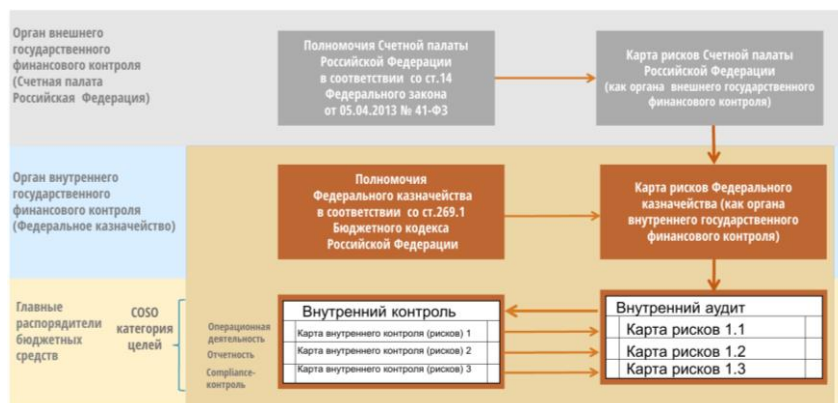 Орган внешнего
государственного
финансового контроля
(Счетная палата
Российская Федерация)
Полномочия Счетной палаты
Российской Федерации
в соответствии со ст.14
Федерального закона
от 05.04.2013 № 41-ФЗ
Карта рисков Счетной палаты
Российской Федерации
(как органа внешнего государственного
финансового контроля)
Орган внутреннего
государственного
финансового контроля
(Федеральное казначейство)
Полномочия
Федерального казначейства
в соответствии со ст.269.1
Бюджетного кодекса
Российской Федерации
Карта рисков Федерального
казначейства (как органа
внутреннего государственного
финансового контроля)
Главные
распорядители
бюджетных
средств
COSO
категория
целей
Операционная
деятельность
Отчетность
Compliance-
контроль
Внутренний контроль
Карта внутреннего контроля (рисков) 1
Карта внутреннего контроля (рисков) 2
Карта внутреннего контроля (рисков) 3
Внутренний аудит
Карта рисков 1.1
Карта рисков 1.2
Карта рисков 1.3